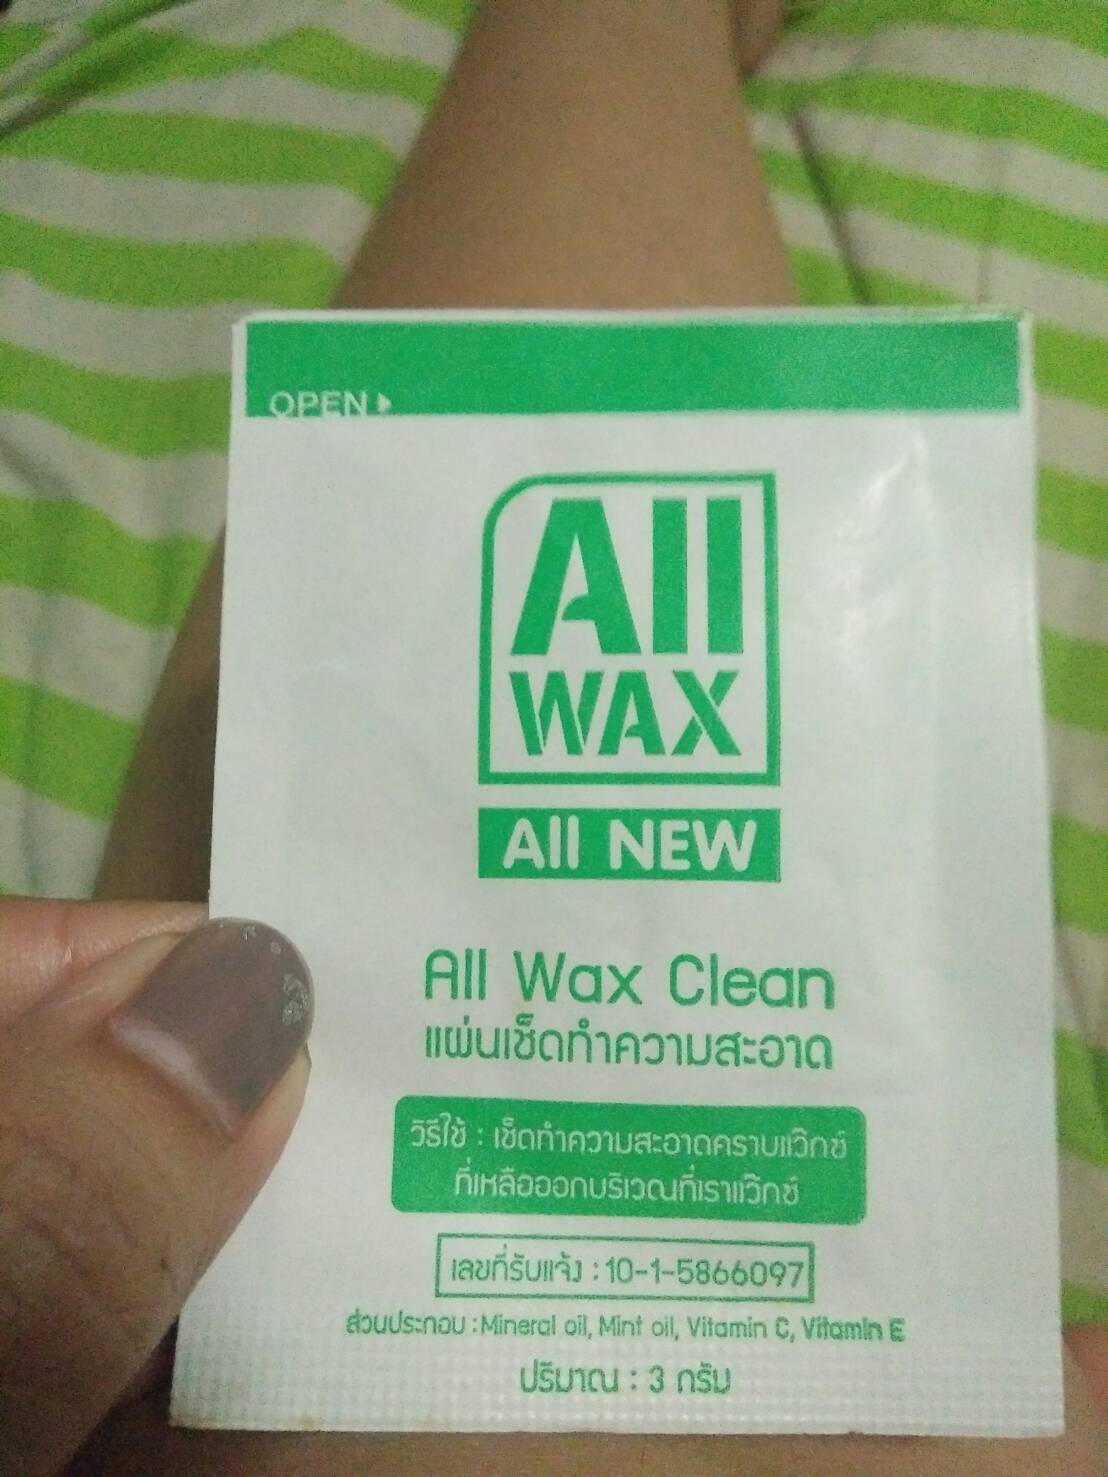 OPEN
All
WAX
All NEW
All Wax Clean
แผ่นเช็ดทำความสะอาด
วิธีใช้ : เช็ดทำความสะอาดคราบแว๊กซ์
ที่เหลือออกบริเวณที่เราแว๊กซ์
เลขที่รับแจ้ง : 10-1-5866097
ส่วนประกอบ : Mineral oil, Mint oil, Vitamin C, Vitamin E
ปริมาณ : 3 กรัม